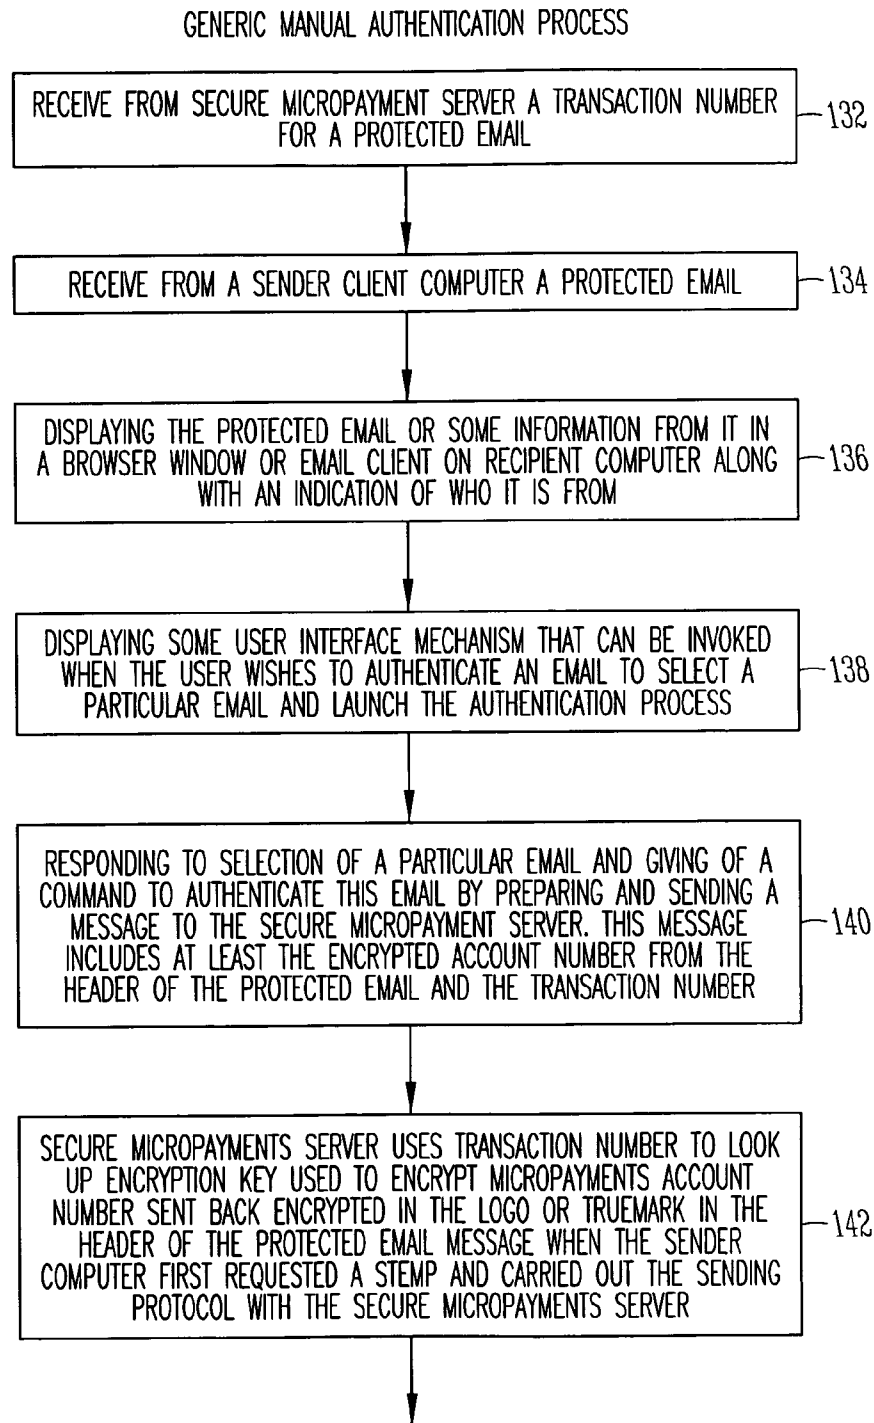 GENERIC MANUAL AUTHENTICATION PROCESS
RECEIVE FROM SECURE MICROPAYMENT SERVER A TRANSACTION NUMBER
FOR A PROTECTED EMAIL
132
RECEIVE FROM A SENDER CLIENT COMPUTER A PROTECTED EMAIL
134
DISPLAYING THE PROTECTED EMAIL OR SOME INFORMATION FROM IT IN
A BROWSER WINDOW OR EMAIL CLIENT ON RECIPIENT COMPUTER ALONG
WITH AN INDICATION OF WHO IT IS FROM
136
DISPLAYING SOME USER INTERFACE MECHANISM THAT CAN BE INVOKED
WHEN THE USER WISHES TO AUTHENTICATE AN EMAIL TO SELECT A
PARTICULAR EMAIL AND LAUNCH THE AUTHENTICATION PROCESS
138
RESPONDING TO SELECTION OF A PARTICULAR EMAIL AND GIVING OF A
COMMAND TO AUTHENTICATE THIS EMAIL BY PREPARING AND SENDING A
MESSAGE TO THE SECURE MICROPAYMENT SERVER. THIS MESSAGE
INCLUDES AT LEAST THE ENCRYPTED ACCOUNT NUMBER FROM THE
HEADER OF THE PROTECTED EMAIL AND THE TRANSACTION NUMBER
140
SECURE MICROPAYMENTS SERVER USES TRANSACTION NUMBER TO LOOK
UP ENCRYPTION KEY USED TO ENCRYPT MICROPAYMENTS ACCOUNT
NUMBER SENT BACK ENCRYPTED IN THE LOGO OR TRUEMARK IN THE
HEADER OF THE PROTECTED EMAIL MESSAGE WHEN THE SENDER
COMPUTER FIRST REQUESTED A STEMP AND CARRIED OUT THE SENDING
PROTOCOL WITH THE SECURE MICROPAYMENTS SERVER
142